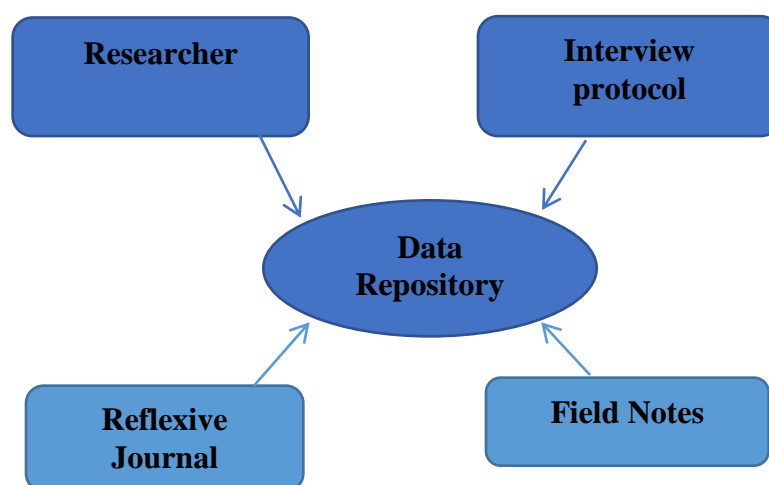 Researcher
Interview
protocol
Data
Repository
Reflexive
Journal
Field Notes